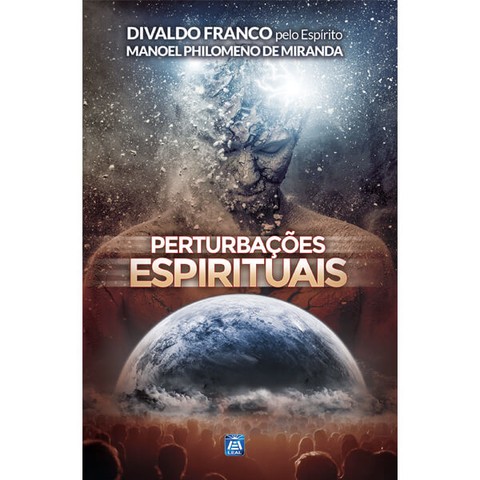 DIVALDO FRANCO pelo Espírito
MANOEL PHILOMENO DE MIRANDA
PERTURBAÇÕES
ESPIRITUAIS
LEAL